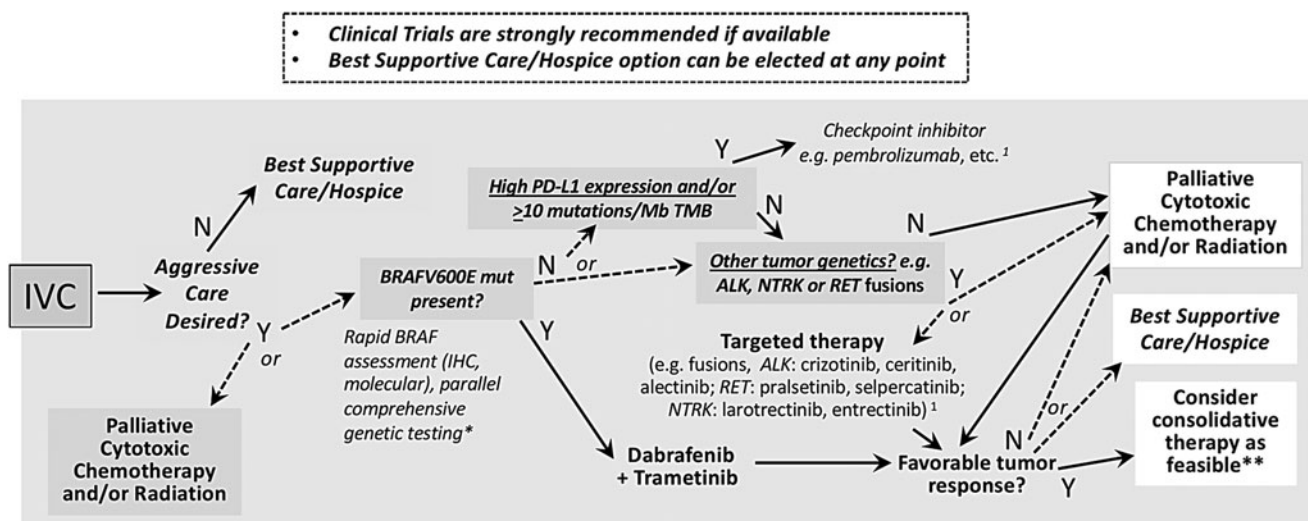 • Clinical Trials are strongly recommended if available
• Best Supportive Care/Hospice option can be elected at any point
IVC
Aggressive
Care
Desired?
N
Best Supportive
Care/Hospice
Y
or
Palliative
Cytotoxic
Chemotherapy
and/or Radiation
BRAFV600E mut
present?
Rapid BRAF
assessment (IHC,
molecular), parallel
comprehensive
genetic testing*
N
or
Y
High PD-L1 expression and/or
≥10 mutations/Mb TMB
Y
Checkpoint inhibitor
e.g. pembrolizumab, etc. 1
N
Other tumor genetics? e.g.
ALK, NTRK or RET fusions
N
Y
or
Targeted therapy
(e.g. fusions, ALK: crizotinib, ceritinib,
alectinib; RET: pralsetinib, selpercatinib;
NTRK: larotrectinib, entrectinib) 1
Dabrafenib
+ Trametinib
Favorable tumor
response?
N
or
Y
Palliative
Cytotoxic
Chemotherapy
and/or Radiation
Best Supportive
Care/Hospice
Consider
consolidative
therapy as
feasible**